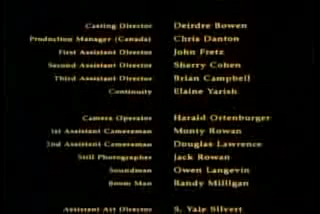 Casting Director Deirdre Bowen
Production Manager (Canada) Chris Danton
First Assistant Director John Fretz
Second Assistant Director Sherry Cohen
Third Assistant Director Brian Campbell
Continuity Elaine Yarish
Camera Operator Harald Ortenburger
1st Assistant Cameraman Monty Rowan
2nd Assistant Cameraman Douglas Lawrence
Still Photographer Jack Rowan
Soundman Owen Langevin
Boom Man Randy Milligan
Assistant Art Director S. Yale Silvert